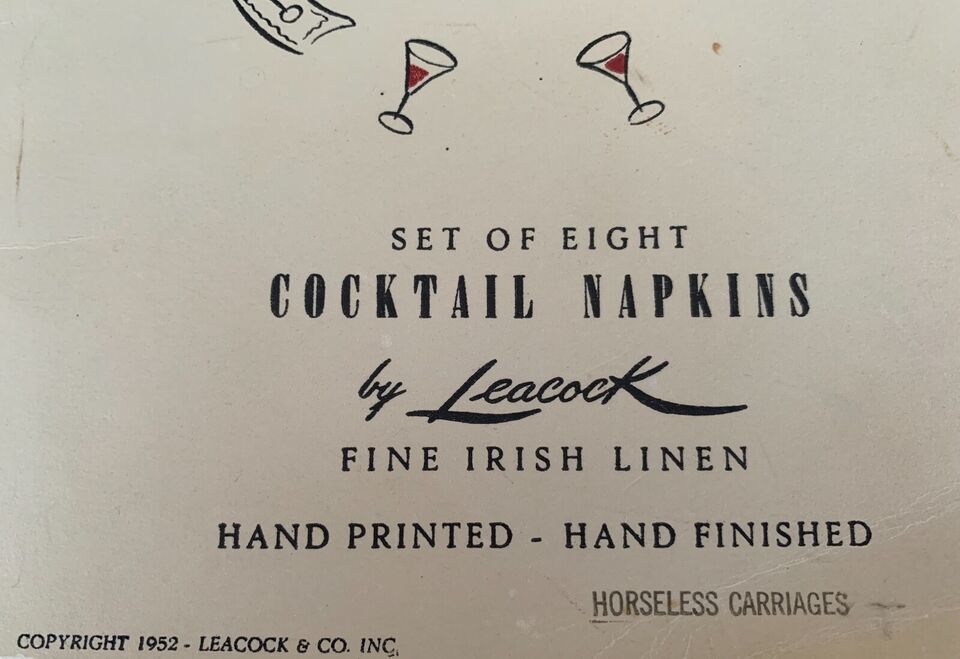 SET OF EIGHT
COCKTAIL NAPKINS
by Leacock
FINE IRISH LINEN
HAND PRINTED - HAND FINISHED
HORSELESS CARRIAGES
COPYRIGHT 1952 - LEACOCK & CO. INC.